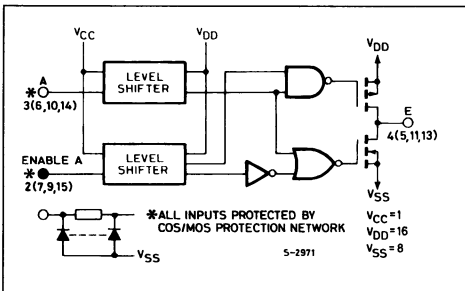 VCC
VDD
A
LEVEL
SHIFTER
*
3(6,10,14)
VDD
E
4(5,11,13)
ENABLE A
LEVEL
SHIFTER
*
2(7,9,15)
VSS
*ALL INPUTS PROTECTED BY
COS/MOS PROTECTION NETWORK
VSS
S-2971
VCC=1
VDD=16
VSS=8